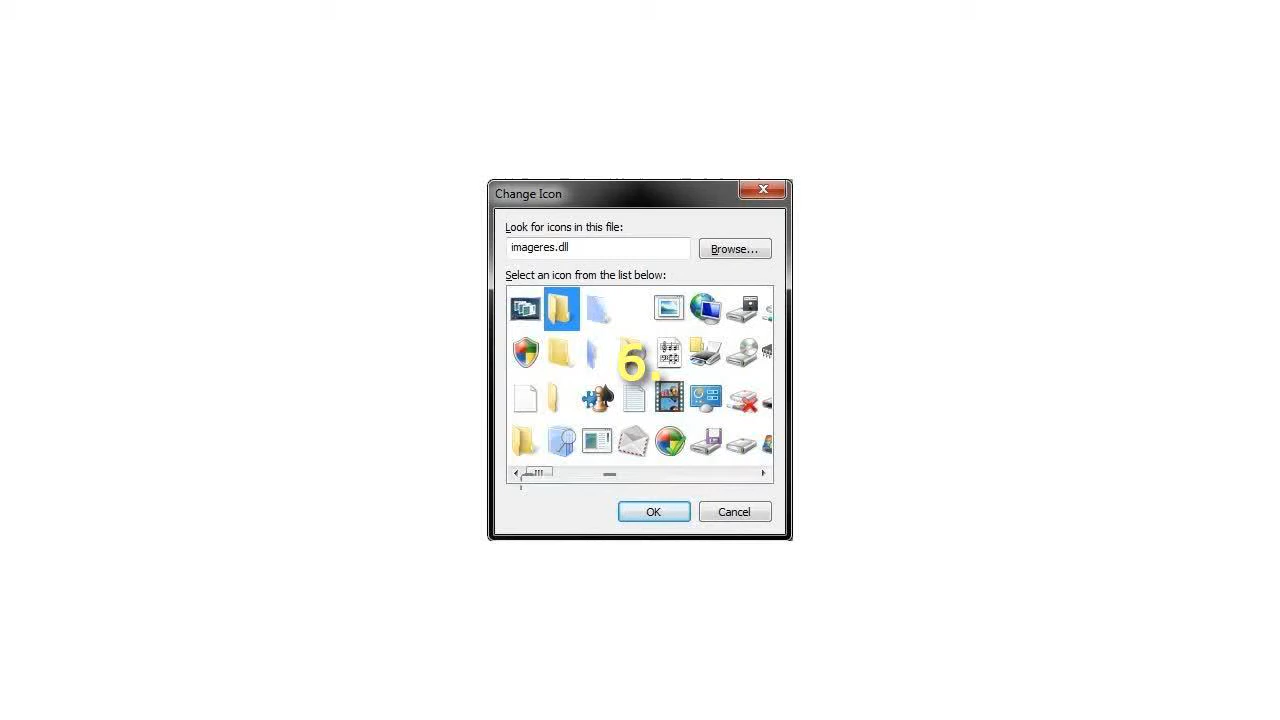 Change Icon
Look for icons in this file:
imageres.dll
Browse...
Select an icon from the list below:
6.
OK
Cancel